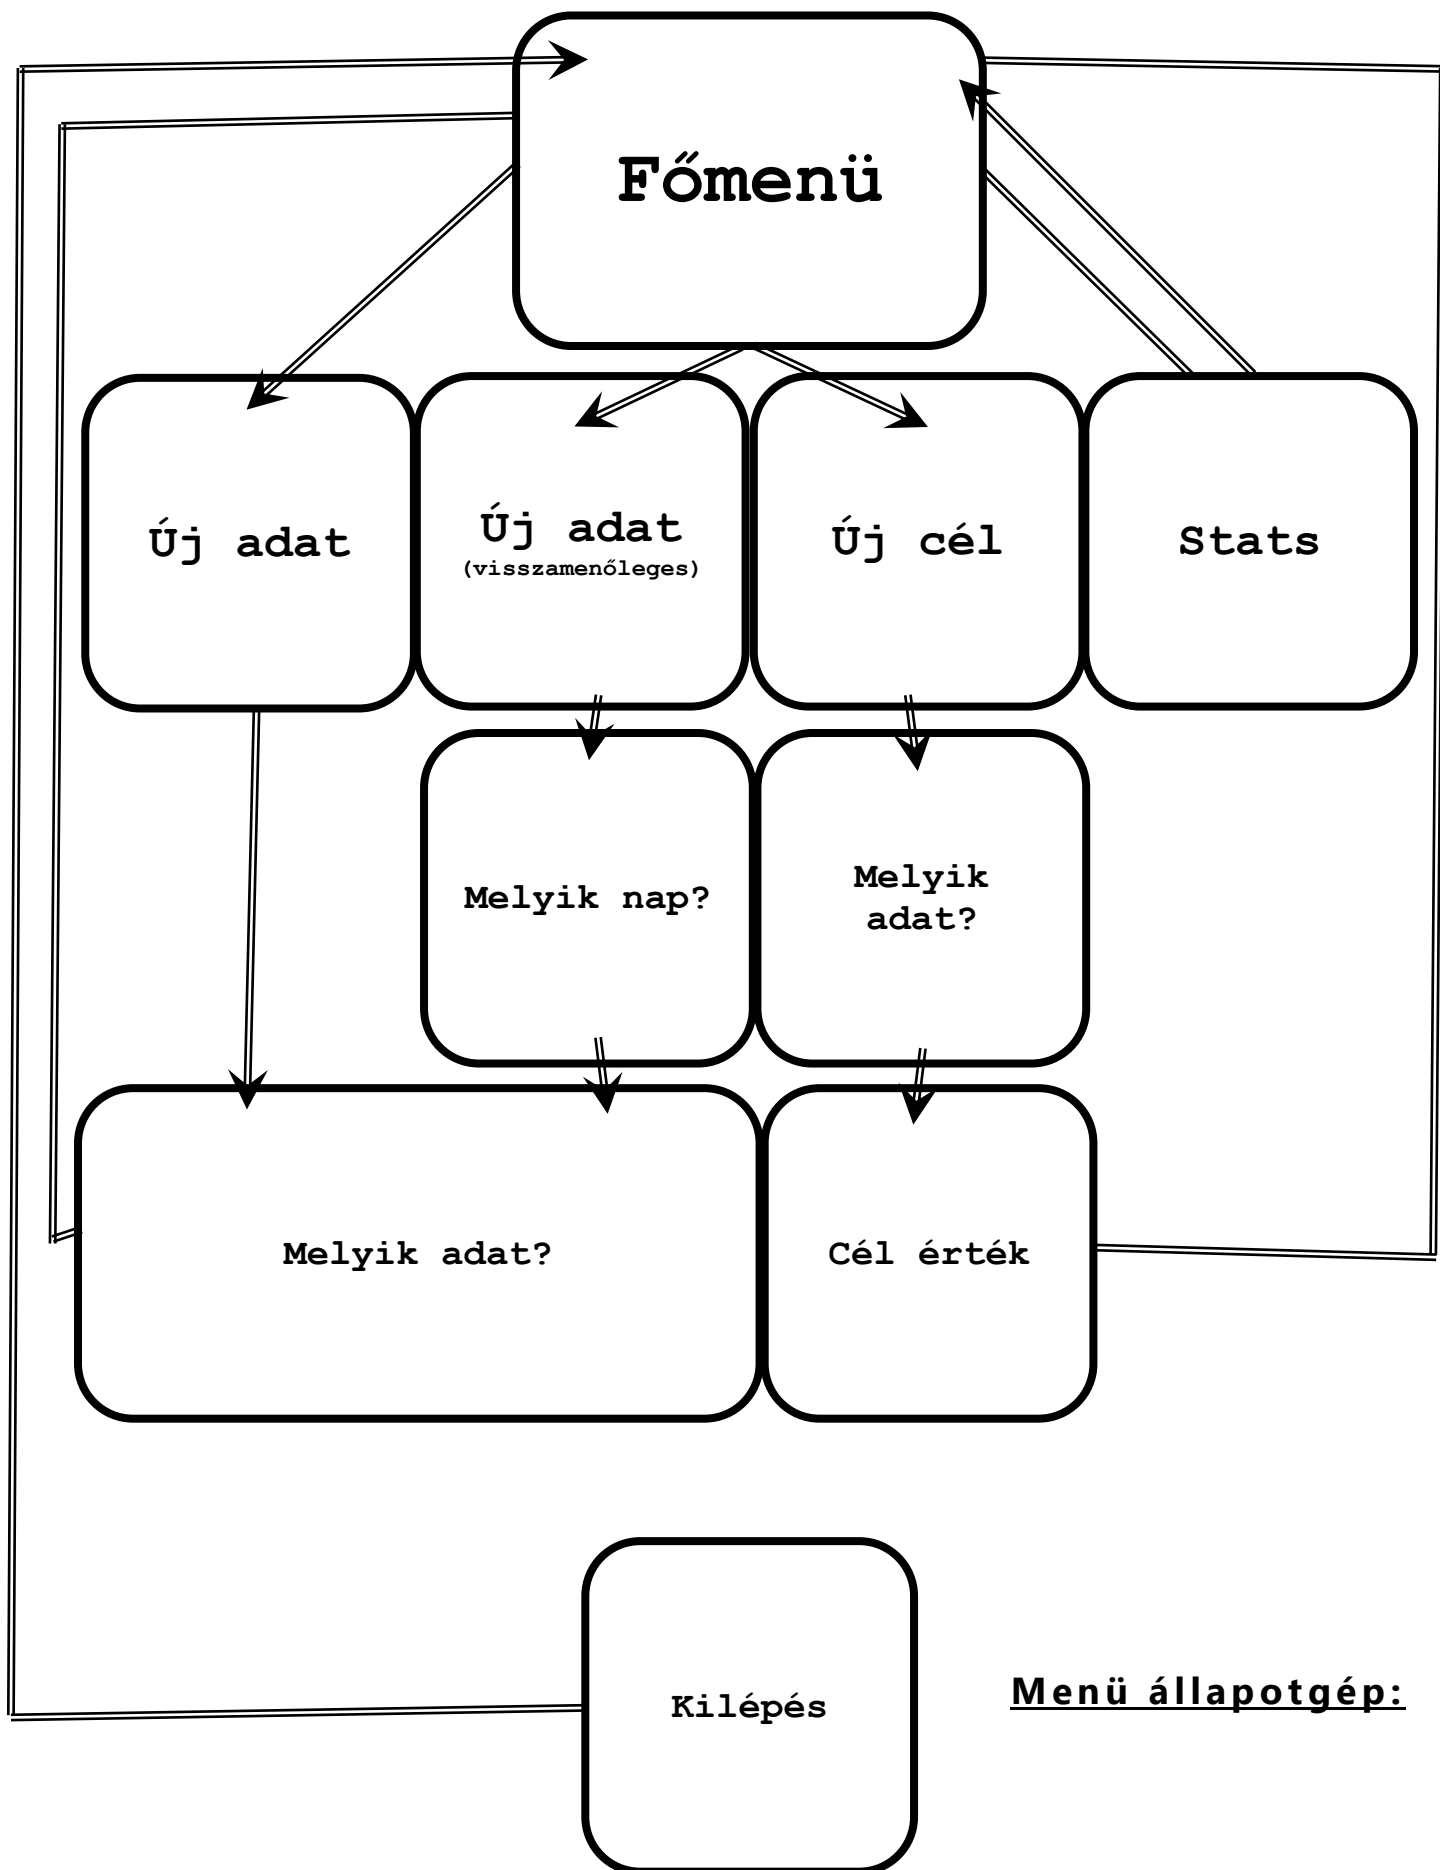 Főmenü
Új adat
Új adat
(visszamenőleges)
Új cél
Stats
Melyik nap?
Melyik
adat?
Melyik adat?
Cél érték
Kilépés
Menü állapotgép: